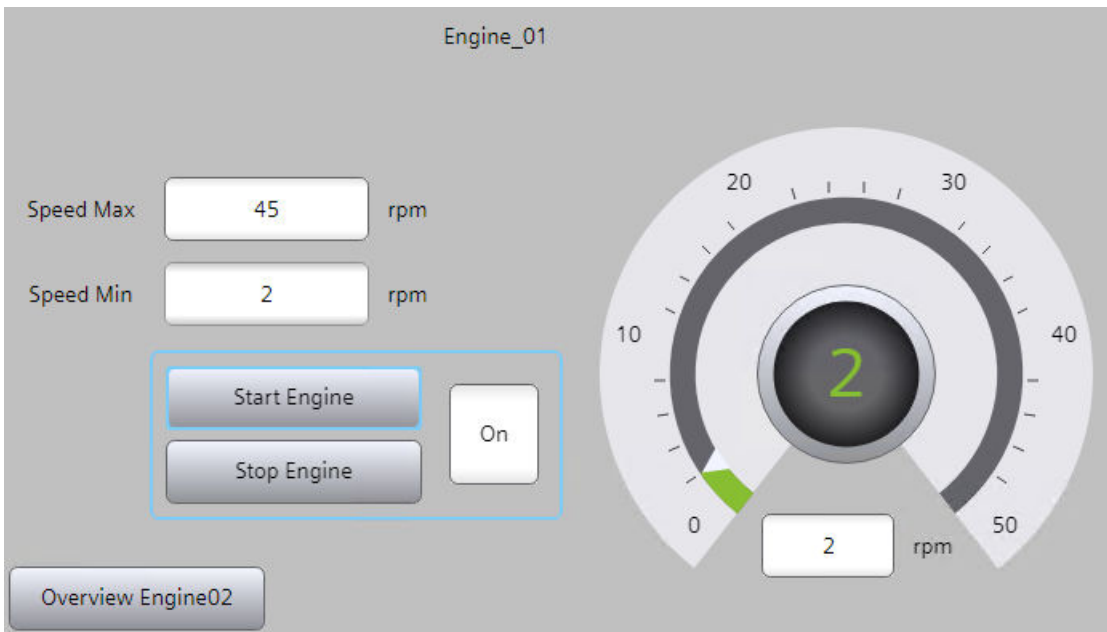 Engine_01
Speed Max 45 rpm
Speed Min 2 rpm
Start Engine
Stop Engine
On
Overview Engine02
0
10
20
30
40
50
2
2 rpm